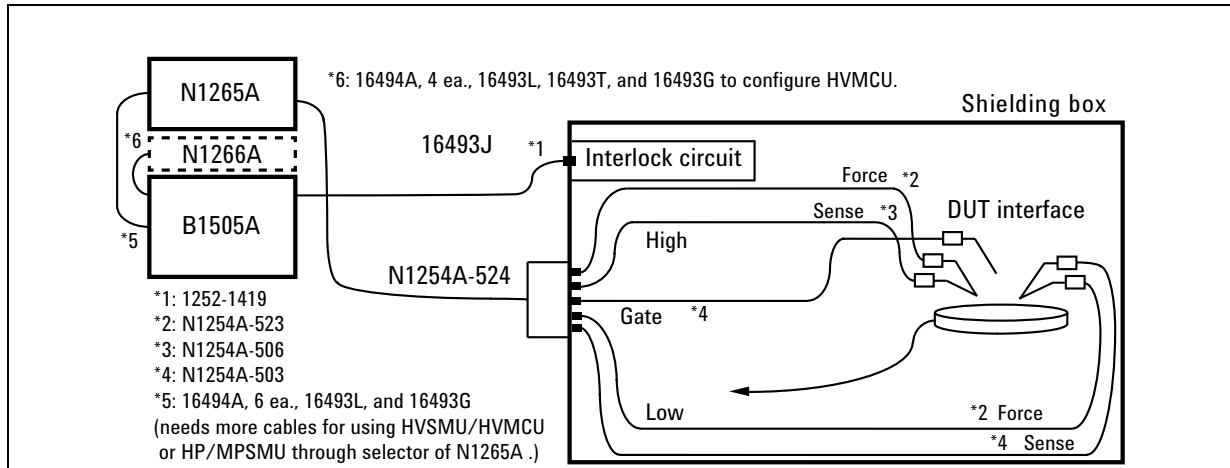 *6: 16494A, 4 ea., 16493L, 16493T, and 16493G to configure HVMCU.
N1265A
Shielding box
*6
N1266A
16493J
*1
Interlock circuit
Force *2
B1505A
Sense *3
DUT interface
*5
High
N1254A-524
*1: 1252-1419
*2: N1254A-523
Gate *4
*3: N1254A-506
*4: N1254A-503
*5: 16494A, 6 ea., 16493L, and 16493G
(needs more cables for using HVSMU/HVMCU
or HP/MPSMU through selector of N1265A .)
Low
*2 Force
*4 Sense